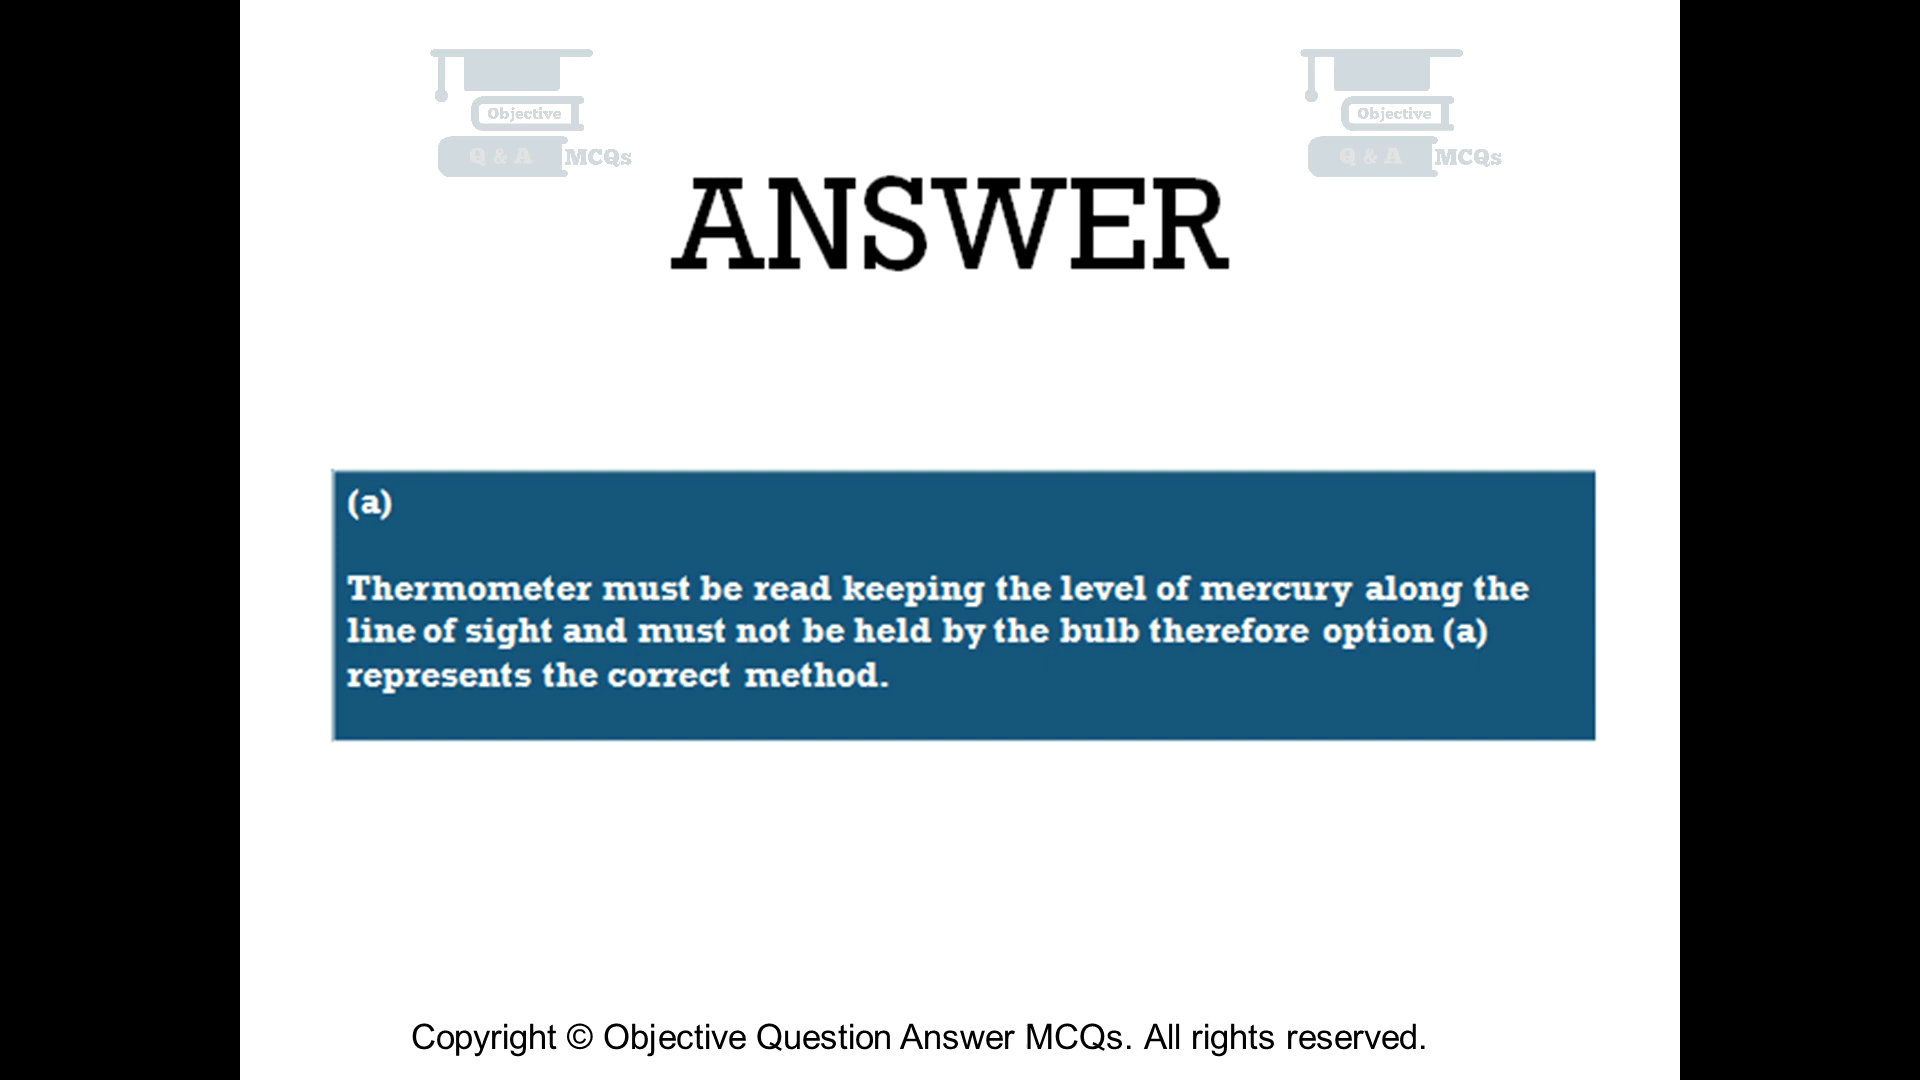 Objective
Q & A MCQs
Objective
Q & A MCQs
ANSWER
(a)
Thermometer must be read keeping the level of mercury along the
line of sight and must not be held by the bulb therefore option (a)
represents the correct method.
Copyright © Objective Question Answer MCQs. All rights reserved.